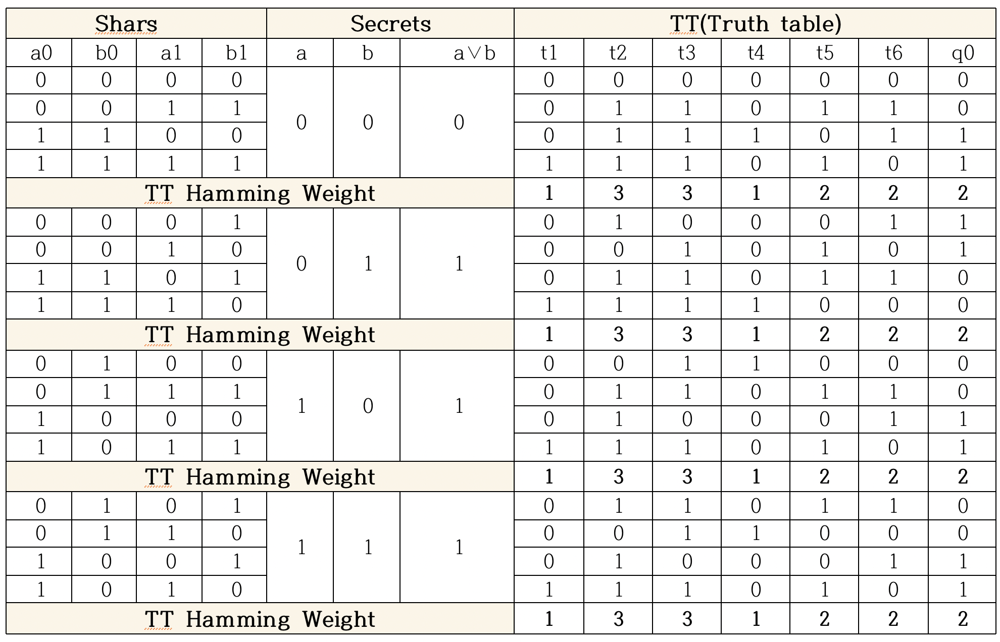 Shars Secrets TT(Truth table)
a0 b0 a1 b1 a b a∨b t1 t2 t3 t4 t5 t6 q0
0 0 0 0 0 0 0 0 0 0 0 0 0 0
0 0 1 1 0 1 1 0 1 1 0
1 1 0 0 0 1 1 1 0 1 1
1 1 1 1 1 1 1 0 1 0 1
TT Hamming Weight 1 3 3 1 2 2 2
0 0 0 1 0 1 1 0 1 0 0 0 1 1
0 0 1 0 0 0 1 0 1 0 1
1 1 0 1 0 1 1 0 1 1 0
1 1 1 0 1 1 1 1 0 0 0
TT Hamming Weight 1 3 3 1 2 2 2
0 1 0 0 1 0 1 0 0 1 1 0 0 0
0 1 1 1 0 1 1 0 1 1 0
1 0 0 0 0 1 0 0 0 1 1
1 0 1 1 1 1 1 0 1 0 1
TT Hamming Weight 1 3 3 1 2 2 2
0 1 0 1 1 1 1 0 1 1 0 1 1 0
0 1 1 0 0 0 1 1 0 0 0
1 0 0 1 0 1 0 0 0 1 1
1 0 1 0 1 1 1 0 1 0 1
TT Hamming Weight 1 3 3 1 2 2 2